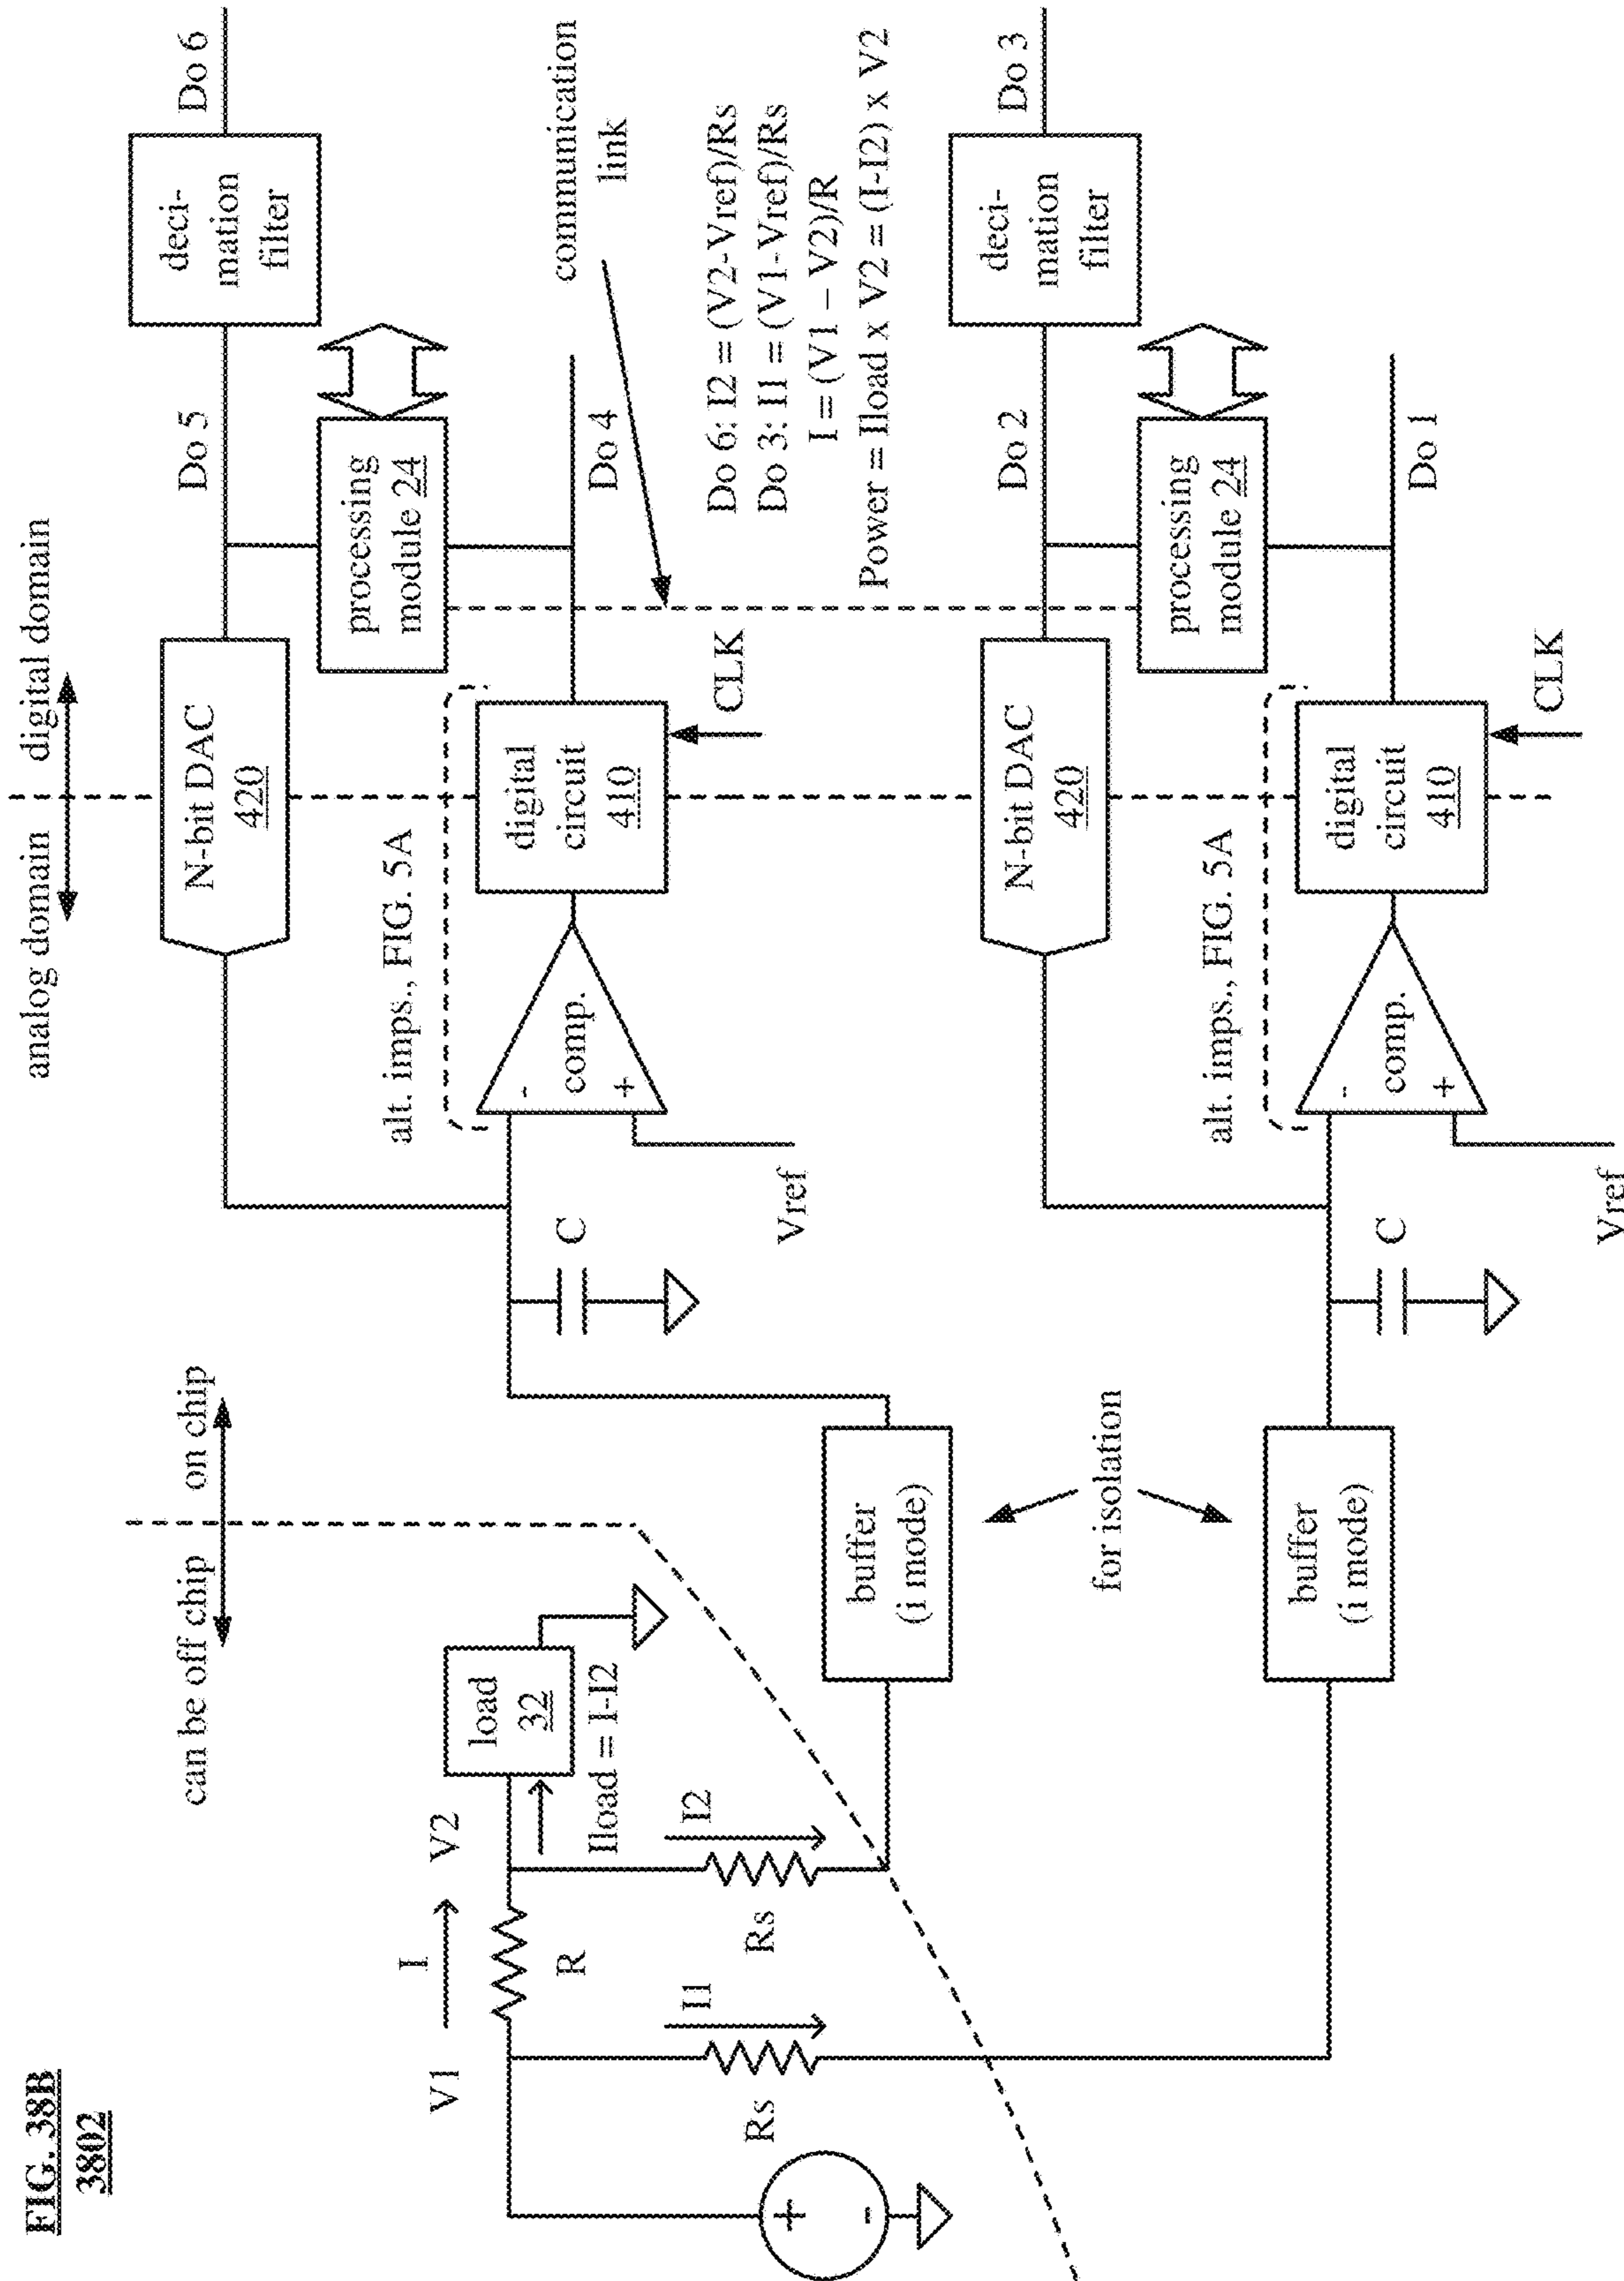 FIG. 38B
3802
can be off chip
on chip
analog domain
digital domain
N-bit DAC
420
Do 5
deci-
mation
filter
Do 6
processing
module 24
alt. imps., FIG. 5A
-
comp.
+
digital
circuit
410
Do 4
CLK
Vref
C
communication
link
V1
I
V2
R
load
32
Iload = I-I2
I1
I2
Rs
Rs
+
-
buffer
(i mode)
for isolation
buffer
(i mode)
Do 6: I2 = (V2-Vref)/Rs
Do 3: I1 = (V1-Vref)/Rs
I = (V1 – V2)/R
Power = Iload x V2 = (I-I2) x V2
N-bit DAC
420
Do 2
deci-
mation
filter
Do 3
processing
module 24
alt. imps., FIG. 5A
-
comp.
+
digital
circuit
410
Do 1
CLK
Vref
C